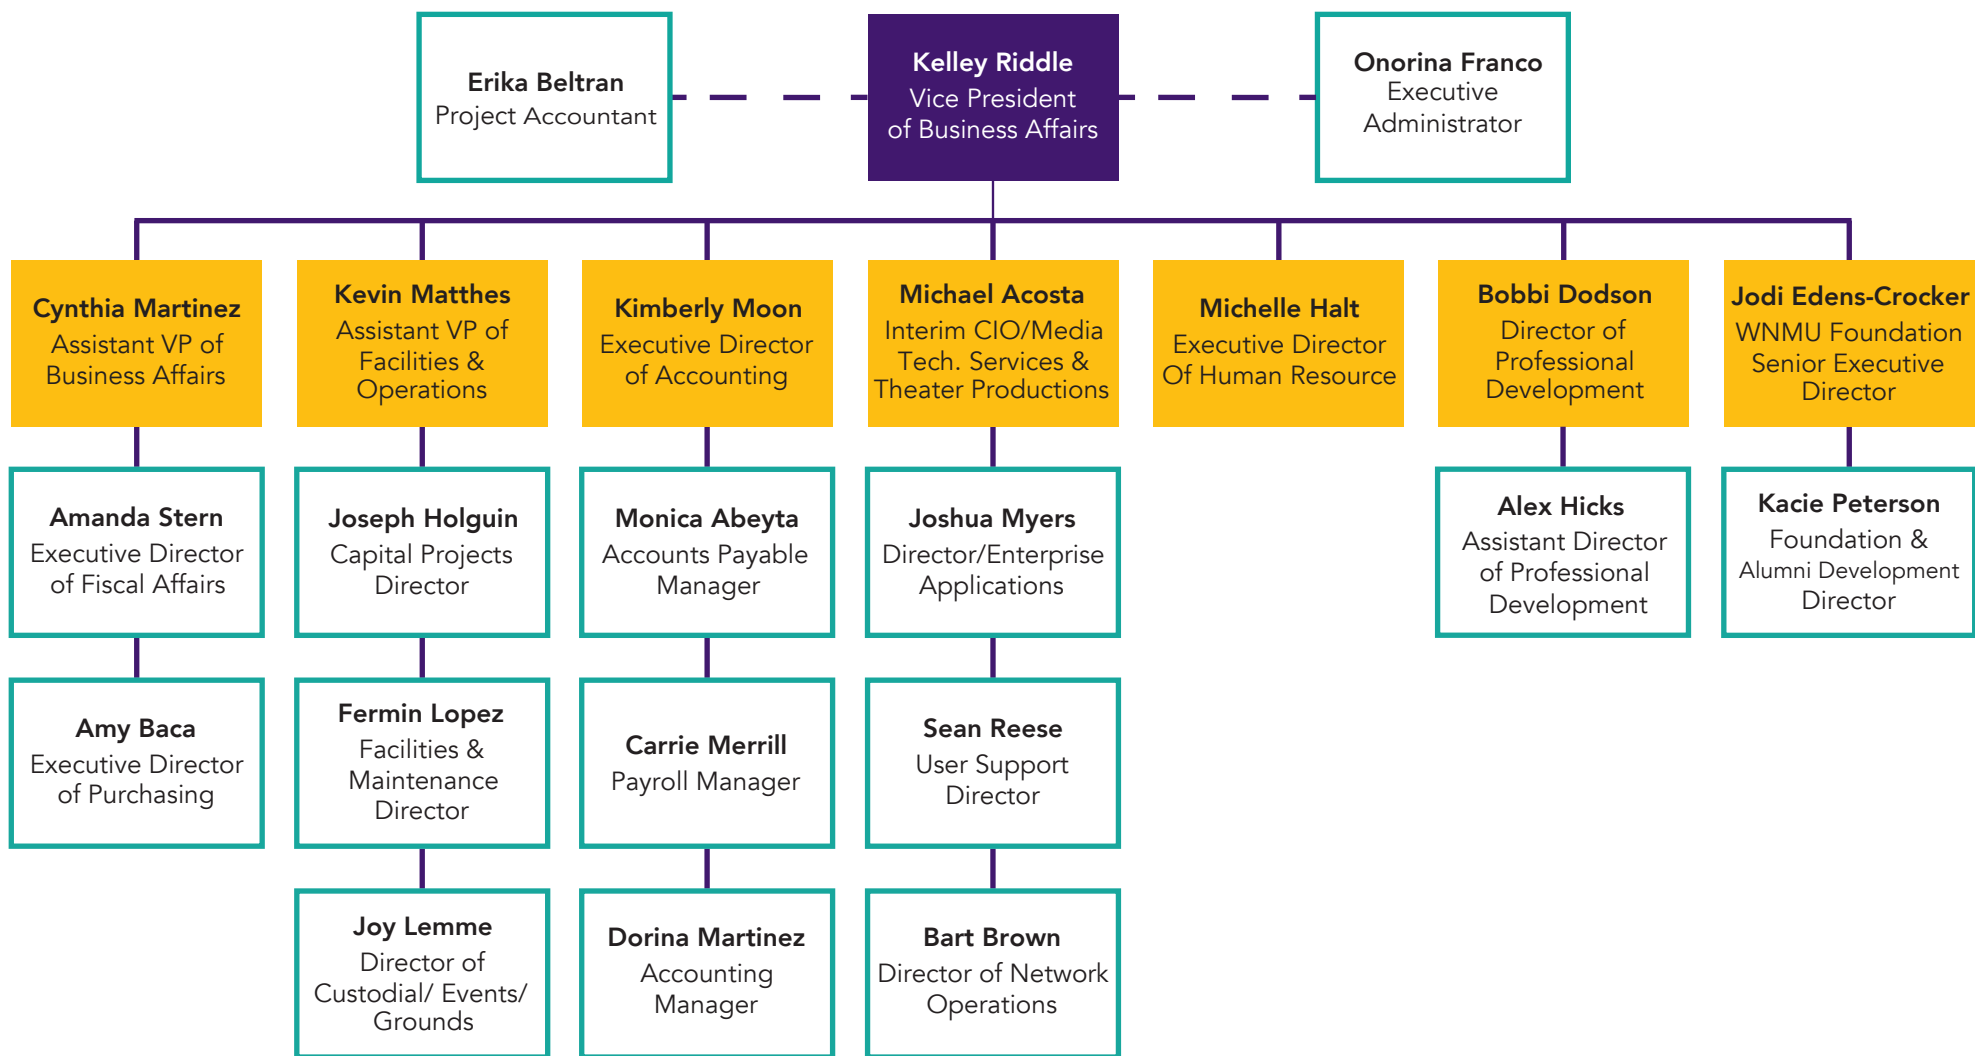 Erika Beltran
Project Accountant
Kelley Riddle
Vice President
of Business Affairs
Onorina Franco
Executive
Administrator
Cynthia Martinez
Assistant VP of
Business Affairs
Kevin Matthes
Assistant VP of
Facilities &
Operations
Kimberly Moon
Executive Director
of Accounting
Michael Acosta
Interim CIO/Media
Tech. Services &
Theater Productions
Michelle Halt
Executive Director
Of Human Resource
Bobbi Dodson
Director of
Professional
Development
Jodi Edens-Crocker
WNMU Foundation
Senior Executive
Director
Amanda Stern
Executive Director
of Fiscal Affairs
Joseph Holguin
Capital Projects
Director
Monica Abeyta
Accounts Payable
Manager
Joshua Myers
Director/Enterprise
Applications
Alex Hicks
Assistant Director
of Professional
Development
Kacie Peterson
Foundation &
Alumni Development
Director
Amy Baca
Executive Director
of Purchasing
Fermin Lopez
Facilities &
Maintenance
Director
Carrie Merrill
Payroll Manager
Sean Reese
User Support
Director
Joy Lemme
Director of
Custodial/ Events/
Grounds
Dorina Martinez
Accounting
Manager
Bart Brown
Director of Network
Operations